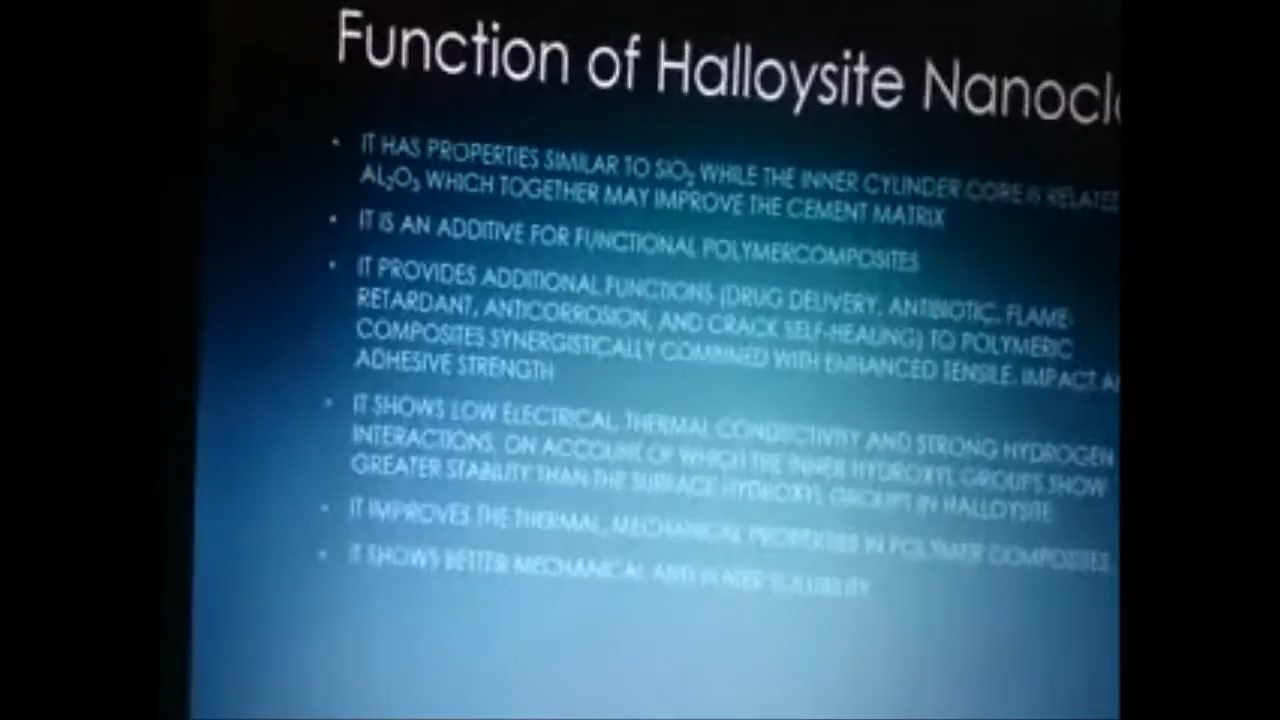 Function of Halloysite Nanocl
• IT HAS PROPERTIES SIMILAR TO SIO₂ WHILE THE INNER CYLINDER CORE IS RELATED
AL₂O₃ WHICH TOGETHER MAY IMPROVE THE CEMENT MATRIX
• IT IS AN ADDITIVE FOR FUNCTIONAL POLYMERCOMPOSITES
• IT PROVIDES ADDITIONAL FUNCTIONS (DRUG DELIVERY, ANTIBIOTIC, FLAME-
RETARDANT, ANTICORROSION, AND CRACK SELF-HEALING) TO POLYMERIC
COMPOSITES SYNERGISTICALLY COMBINED WITH ENHANCED TENSILE, IMPACT A
ADHESIVE STRENGTH
• IT SHOWS LOW ELECTRICAL, THERMAL CONDUCTIVITY AND STRONG HYDROGEN
INTERACTIONS, ON ACCOUNT OF WHICH THE INNER HYDROXYL GROUPS SHOW
GREATER STABILITY THAN THE SURFACE HYDROXYL GROUPS IN HALLOYSITE
• IT IMPROVES THE THERMAL, MECHANICAL PROPERTIES IN POLYMER COMPOSITES
• IT SHOWS BETTER MECHANICAL AND